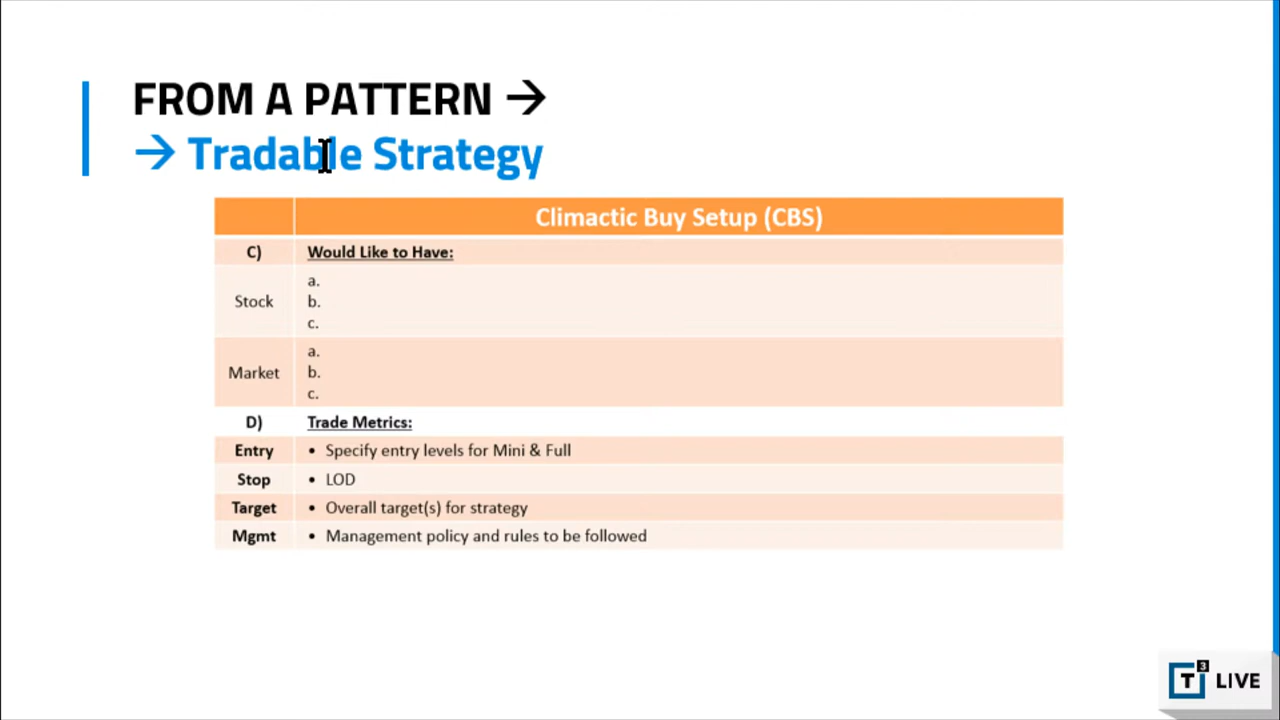 FROM A PATTERN →
→ Tradable Strategy
Climactic Buy Setup (CBS)
C) Would Like to Have:
Stock
a.
b.
c.
Market
a.
b.
c.
D) Trade Metrics:
Entry • Specify entry levels for Mini & Full
Stop • LOD
Target • Overall target(s) for strategy
Mgmt • Management policy and rules to be followed
T3 LIVE